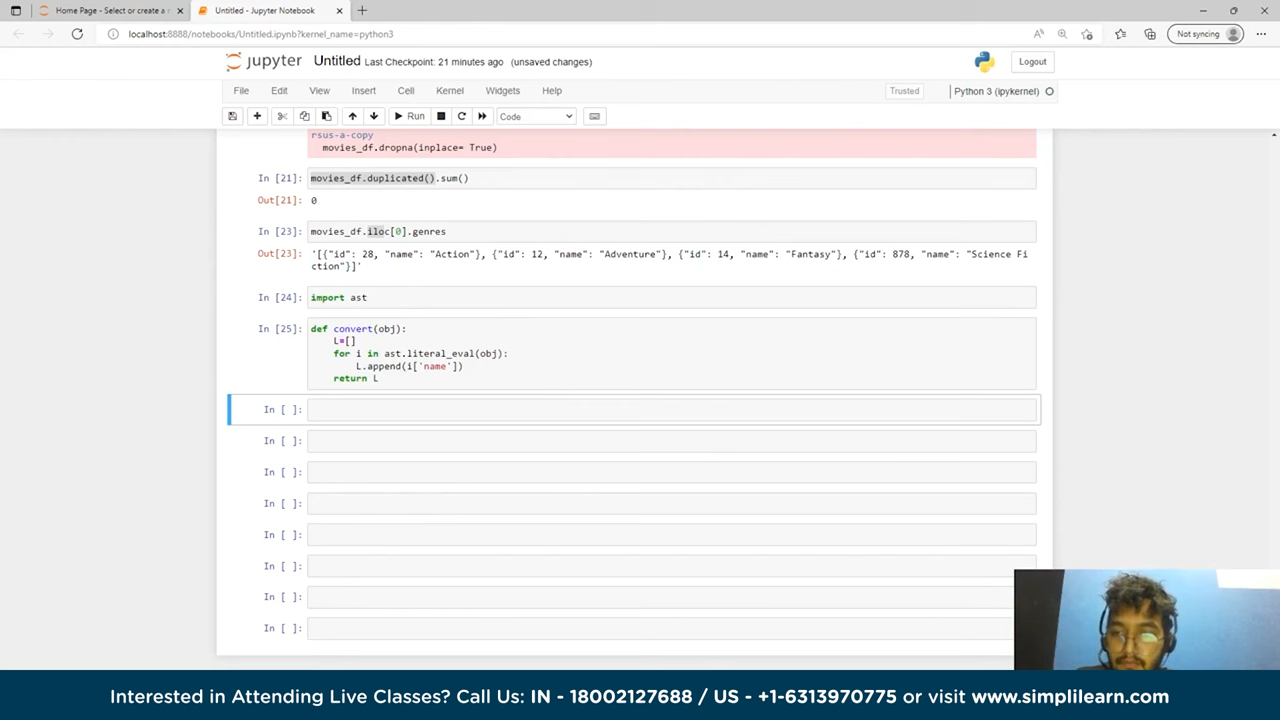 Home Page - Select or create a n
Untitled - Jupyter Notebook
localhost:8888/notebooks/Untitled.ipynb?kernel_name=python3
Not syncing
jupyter Untitled Last Checkpoint: 21 minutes ago (unsaved changes)
Logout
File Edit View Insert Cell Kernel Widgets Help
Trusted
Python 3 (ipykernel)
Run
Code
rsus-a-copy
movies_df.dropna(inplace= True)
In [21]: movies_df.duplicated().sum()
Out[21]: 0
In [23]: movies_df.iloc[0].genres
Out[23]: '[{"id": 28, "name": "Action"}, {"id": 12, "name": "Adventure"}, {"id": 14, "name": "Fantasy"}, {"id": 878, "name": "Science Fi
ction"}]'
In [24]: import ast
In [25]: def convert(obj):
L=[]
for i in ast.literal_eval(obj):
L.append(i['name'])
return L
In [ ]:
In [ ]:
In [ ]:
In [ ]:
In [ ]:
In [ ]:
In [ ]:
In [ ]:
Interested in Attending Live Classes? Call Us: IN - 18002127688 / US - +1-6313970775 or visit www.simplilearn.com